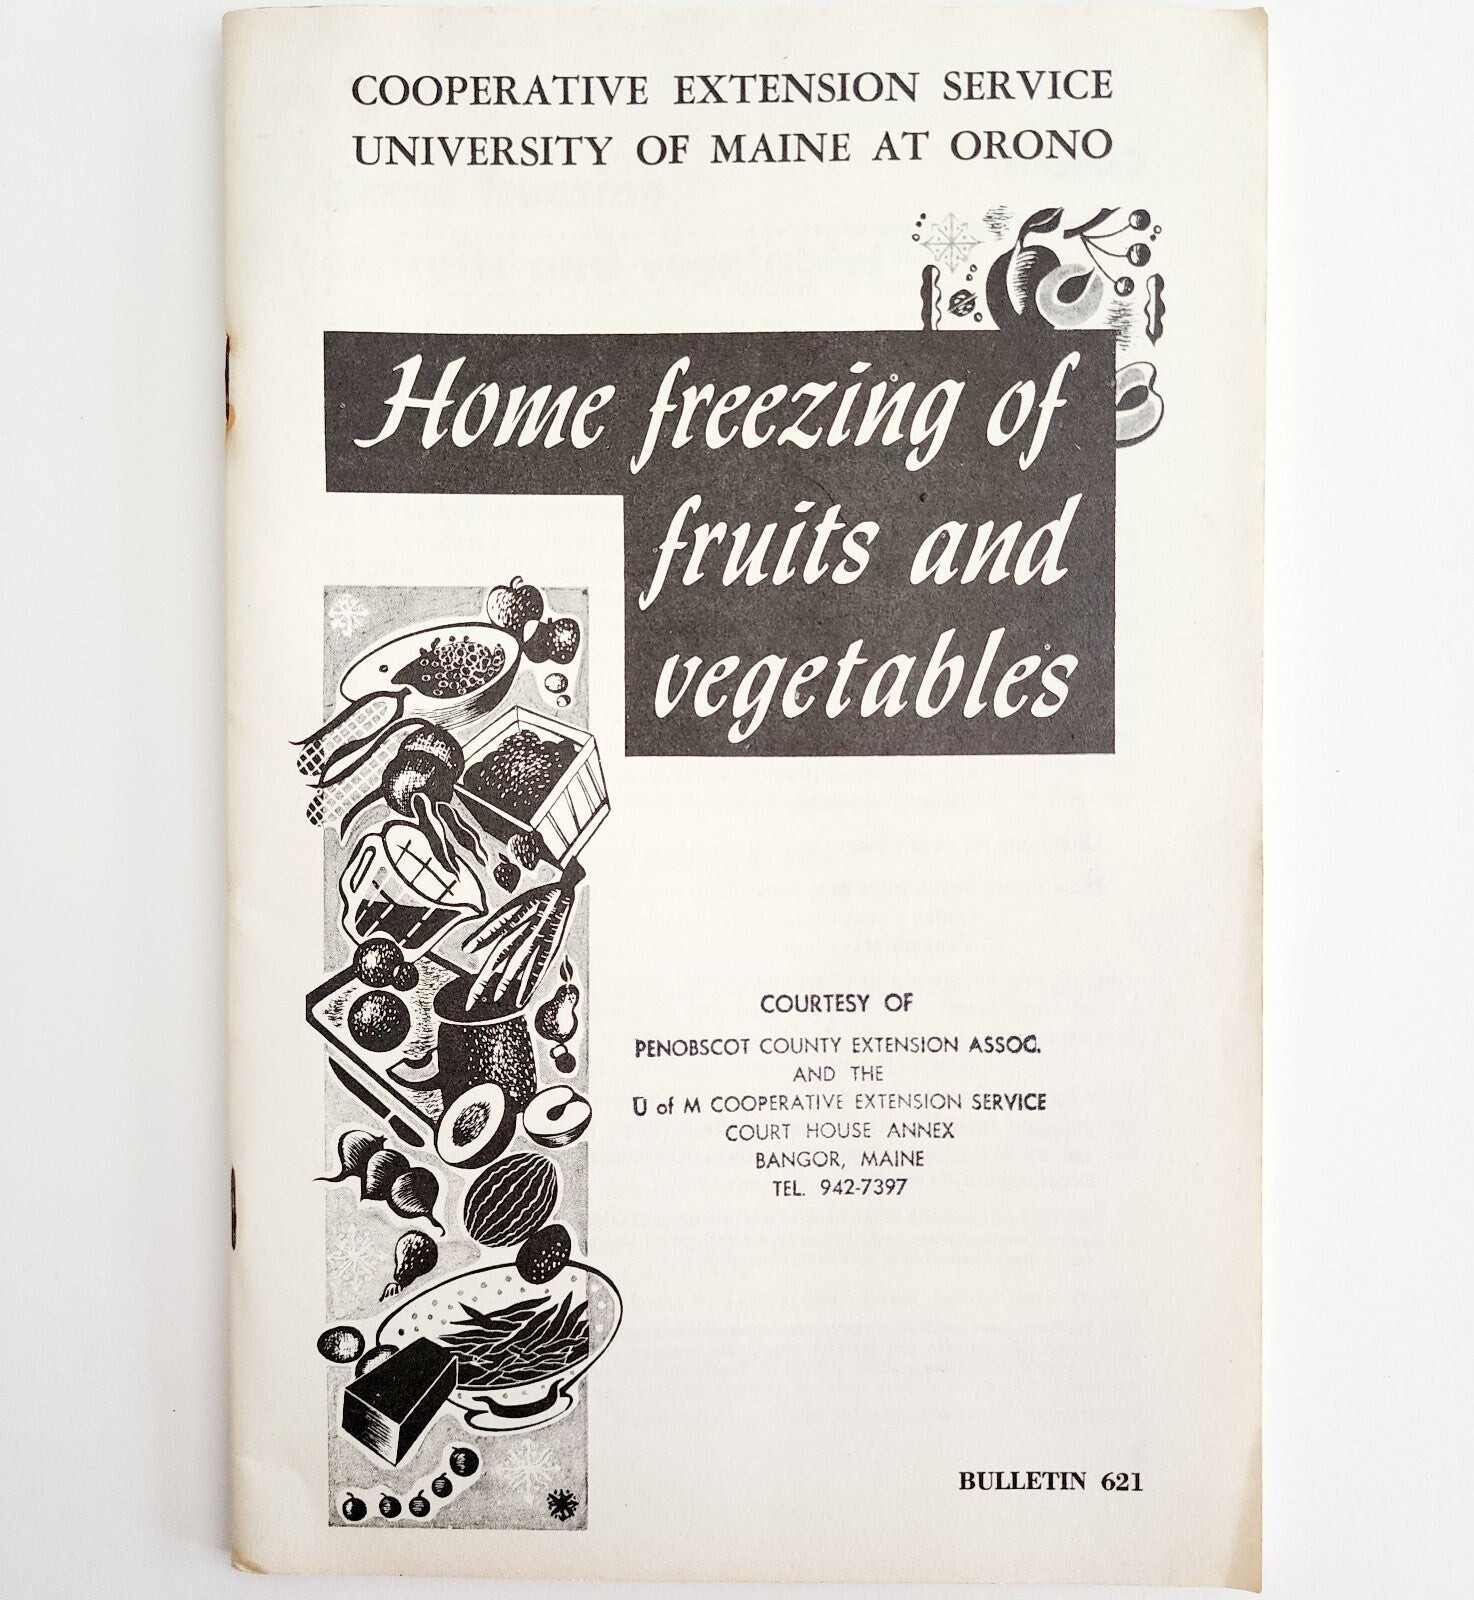 COOPERATIVE EXTENSION SERVICE
UNIVERSITY OF MAINE AT ORONO
Home freezing of
fruits and
vegetables
COURTESY OF
PENOBSCOT COUNTY EXTENSION ASSOC.
AND THE
U of M COOPERATIVE EXTENSION SERVICE
COURT HOUSE ANNEX
BANGOR, MAINE
TEL. 942-7397
BULLETIN 621